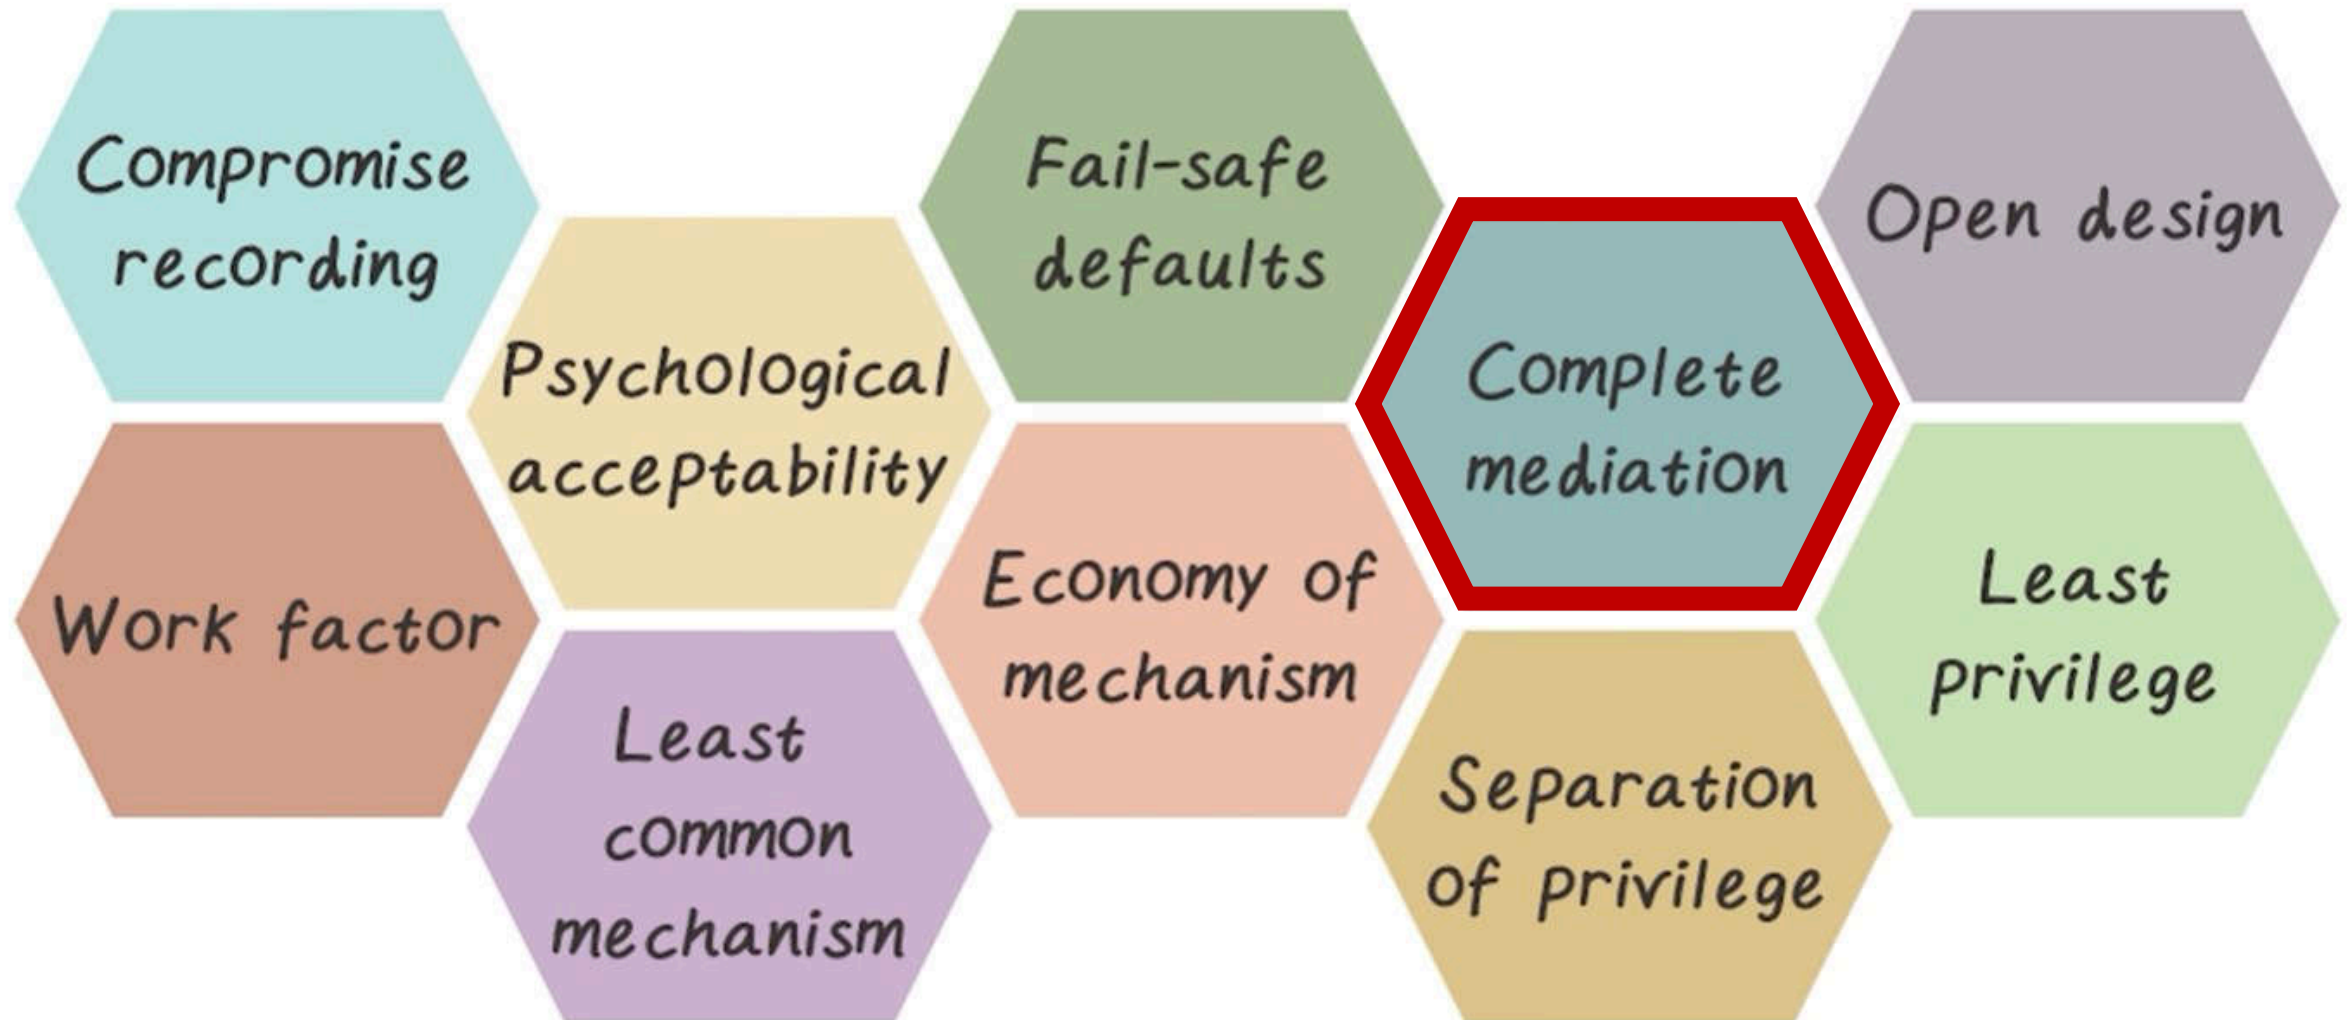 Compromise
recording
Fail-safe
defaults
Open design
Psychological
acceptability
Complete
mediation
Work factor
Economy of
mechanism
Least
privilege
Least
common
mechanism
Separation
of privilege